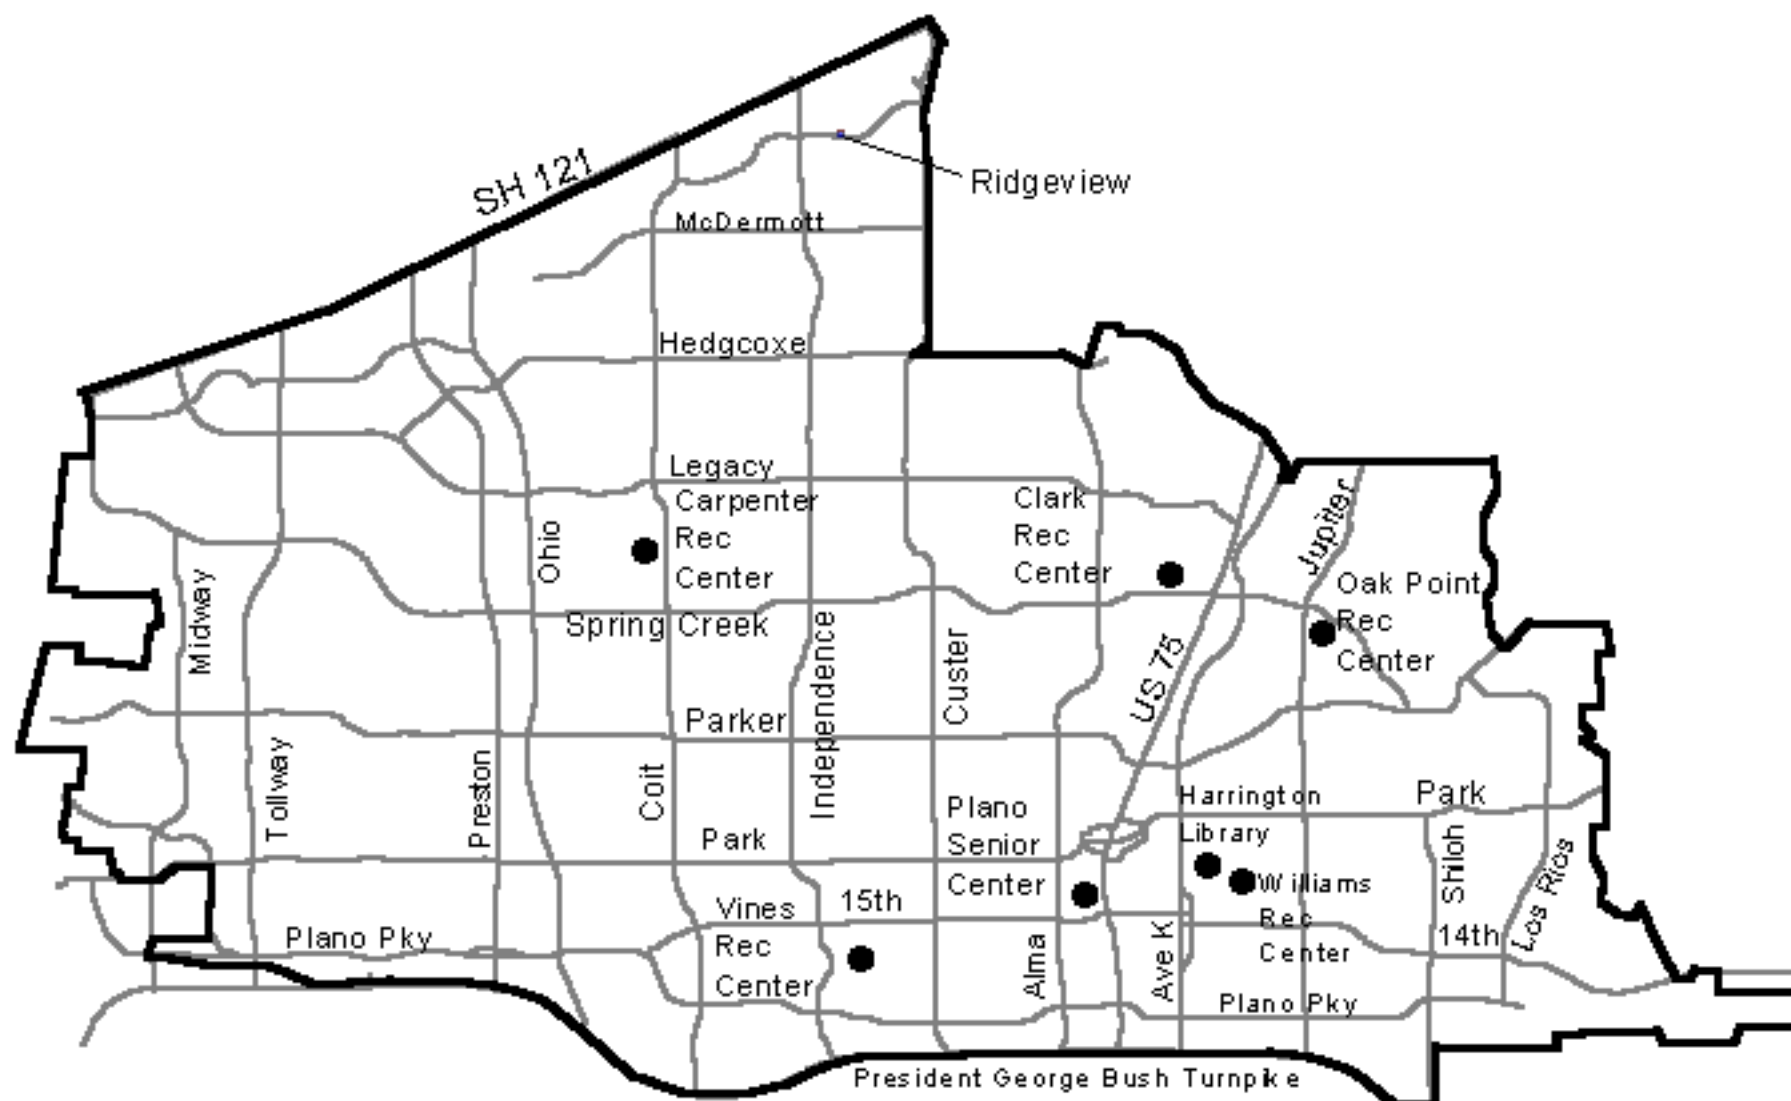 SH 121
Ridgeview
McDermott
Hedgcoxe
Legacy
Carpenter
Rec
Center
Clark
Rec
Center
Jupiter
Ohio
Oak Point
Rec
Center
Midway
Spring Creek
Independence
Custer
US 75
Parker
Tollway
Preston
Coit
Plano
Senior
Center
Harrington
Library
Park
Park
Shiloh
Los Rios
Williams
Rec
Center
15th
Vines
Rec
Center
Plano Pky
Alma
Ave K
14th
Plano Pky
President George Bush Turnpike